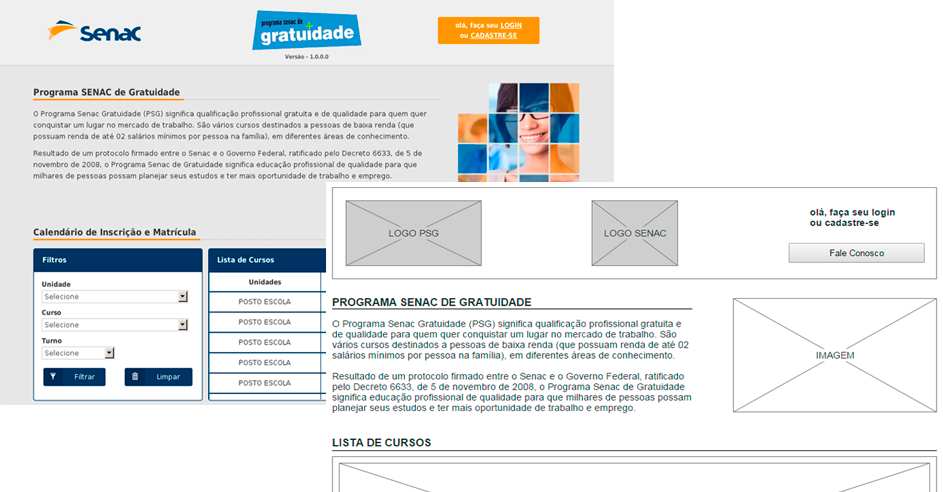 Senac
programa senac de
gratuidade
Versão - 1.0.0.0
olá, faça seu LOGIN
ou CADASTRE-SE
Programa SENAC de Gratuidade
O Programa Senac Gratuidade (PSG) significa qualificação profissional gratuita e de qualidade para quem quer
conquistar um lugar no mercado de trabalho. São vários cursos destinados a pessoas de baixa renda (que
possuam renda de até 02 salários mínimos por pessoa na família), em diferentes áreas de conhecimento.
Resultado de um protocolo firmado entre o Senac e o Governo Federal, ratificado pelo Decreto 6633, de 5 de
novembro de 2008, o Programa Senac de Gratuidade significa educação profissional de qualidade para que
milhares de pessoas possam planejar seus estudos e ter mais oportunidade de trabalho e emprego.
Calendário de Inscrição e Matrícula
Filtros
Unidade
Selecione
Curso
Selecione
Turno
Selecione
Filtrar
Limpar
Lista de Cursos
Unidades
POSTO ESCOLA
POSTO ESCOLA
POSTO ESCOLA
POSTO ESCOLA
POSTO ESCOLA
LOGO PSG
LOGO SENAC
olá, faça seu login
ou cadastre-se
Fale Conosco
PROGRAMA SENAC DE GRATUIDADE
O Programa Senac Gratuidade (PSG) significa qualificação profissional gratuita e
de qualidade para quem quer conquistar um lugar no mercado de trabalho. São
vários cursos destinados a pessoas de baixa renda (que possuam renda de até 02
salários mínimos por pessoa na família), em diferentes áreas de conhecimento.
Resultado de um protocolo firmado entre o Senac e o Governo Federal, ratificado
pelo Decreto 6633, de 5 de novembro de 2008, o Programa Senac de Gratuidade
significa educação profissional de qualidade para que milhares de pessoas possam
planejar seus estudos e ter mais oportunidade de trabalho e emprego.
IMAGEM
LISTA DE CURSOS